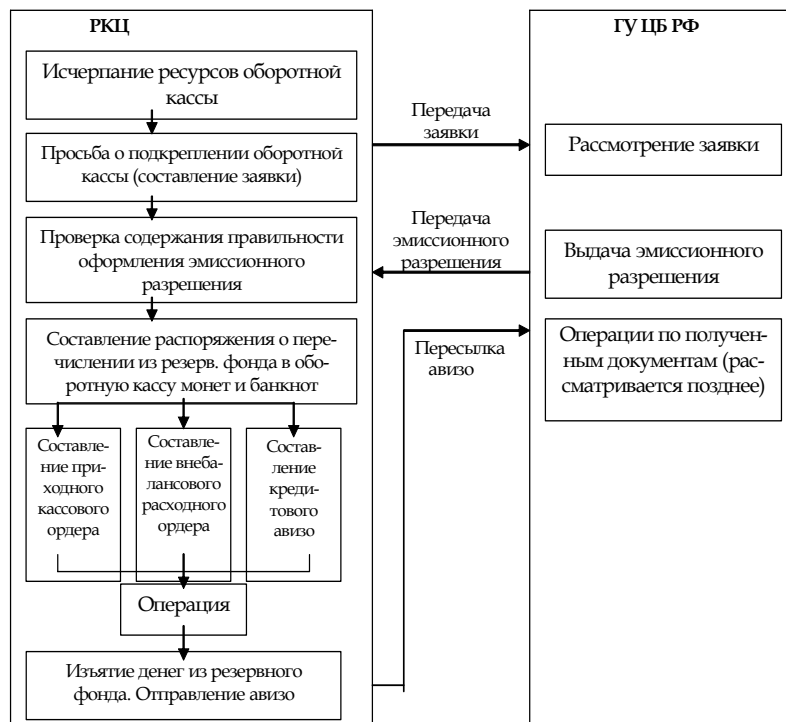 РКЦ
Исчерпание ресурсов оборотной
кассы
Просьба о подкреплении оборотной
кассы (составление заявки)
Проверка содержания правильности
оформления эмиссионного
разрешения
Составление распоряжения о пере-
числении из резерв. фонда в обо-
ротную кассу монет и банкнот
Составле-
ние при-
ходного
кассового
ордера
Составле-
ние внеба-
лансового
расходного
ордера
Состав-
ление
креди-
тового
авизо
Операция
Изъятие денег из резервного
фонда. Отправление авизо
Передача
заявки
Передача
эмиссионного
разрешения
Пересылка
авизо
ГУ ЦБ РФ
Рассмотрение заявки
Выдача эмиссионного
разрешения
Операции по получен-
ным документам (рас-
сматривается позднее)